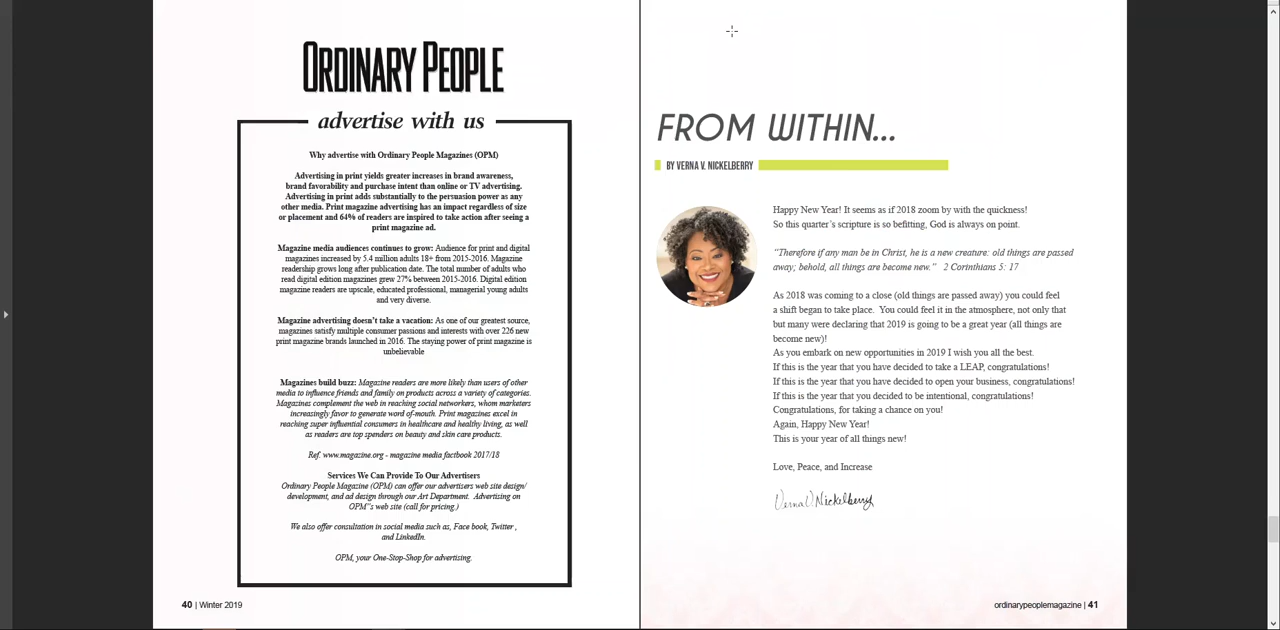 ORDINARY PEOPLE
advertise with us
Why advertise with Ordinary People Magazines (OPM)
Advertising in print yields greater increases in brand awareness,
brand favorability and purchase intent than online or TV advertising.
Advertising in print adds substantially to the persuasion power as any
other media. Print magazine advertising has an impact regardless of size
or placement and 64% of readers are inspired to take action after seeing a
print magazine ad.
Magazine media audiences continues to grow: Audience for print and digital
magazines increased by 5.4 million adults 18+ from 2015-2016. Magazine
readership grows long after publication date. The total number of adults who
read digital edition magazines grew 27% between 2015-2016. Digital edition
magazine readers are upscale, educated professional, managerial young adults
and very diverse.
Magazine advertising doesn't take a vacation: As one of our greatest source,
magazines satisfy multiple consumer passions and interests with over 226 new
print magazine brands launched in 2016. The staying power of print magazine is
unbelievable
Magazines build buzz: Magazine readers are more likely than users of other
media to influence friends and family on products across a variety of categories.
Magazines complement the web in reaching social networkers, whom marketers
increasingly favor to generate word of-mouth. Print magazines excel in
reaching super influential consumers in healthcare and healthy living, as well
as readers are top spenders on beauty and skin care products.
Ref. www.magazine.org - magazine media factbook 2017/18
Services We Can Provide To Our Advertisers
Ordinary People Magazine (OPM) can offer our advertisers web site design/
development, and ad design through our Art Department. Advertising on
OPM"s web site (call for pricing.)
We also offer consultation in social media such as, Face book, Twitter ,
and LinkedIn.
OPM, your One-Stop-Shop for advertising.
40 | Winter 2019
FROM WITHIN...
BY VERNA V. NICKELBERRY
Happy New Year! It seems as if 2018 zoom by with the quickness!
So this quarter's scripture is so befitting, God is always on point.
"Therefore if any man be in Christ, he is a new creature: old things are passed
away; behold, all things are become new." 2 Corinthians 5: 17
As 2018 was coming to a close (old things are passed away) you could feel
a shift began to take place. You could feel it in the atmosphere, not only that
but many were declaring that 2019 is going to be a great year (all things are
become new)!
As you embark on new opportunities in 2019 I wish you all the best.
If this is the year that you have decided to take a LEAP, congratulations!
If this is the year that you have decided to open your business, congratulations!
If this is the year that you decided to be intentional, congratulations!
Congratulations, for taking a chance on you!
Again, Happy New Year!
This is your year of all things new!
Love, Peace, and Increase
Verna V. Nickelberry
ordinarypeoplemagazine | 41